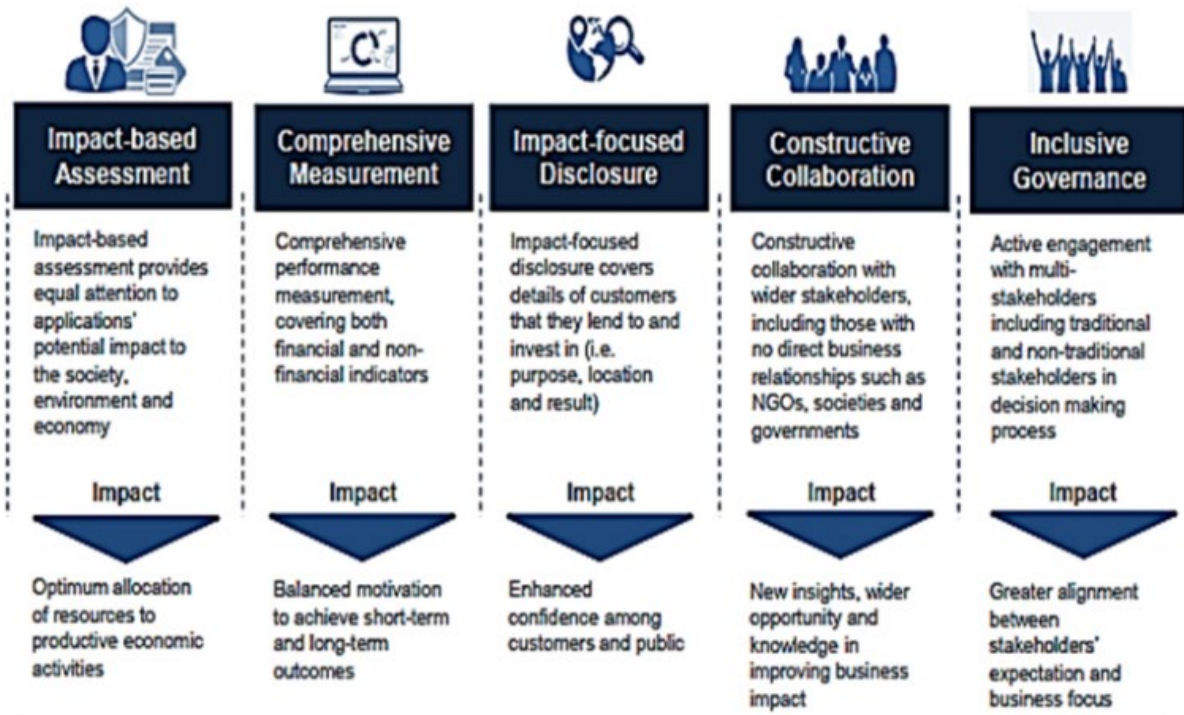 Impact-based
Assessment
Impact-based
assessment provides
equal attention to
applications'
potential impact to
the society,
environment and
economy
Impact
Optimum allocation
of resources to
productive economic
activities
Comprehensive
Measurement
Comprehensive
performance
measurement,
covering both
financial and non-
financial indicators
Impact
Balanced motivation
to achieve short-term
and long-term
outcomes
Impact-focused
Disclosure
Impact-focused
disclosure covers
details of customers
that they lend to and
invest in (i.e.
purpose, location
and result)
Impact
Enhanced
confidence among
customers and public
Constructive
Collaboration
Constructive
collaboration with
wider stakeholders,
including those with
no direct business
relationships such as
NGOs, societies and
governments
Impact
New insights, wider
opportunity and
knowledge in
improving business
impact
Inclusive
Governance
Active engagement
with multi-
stakeholders
including traditional
and non-traditional
stakeholders in
decision making
process
Impact
Greater alignment
between
stakeholders'
expectation and
business focus